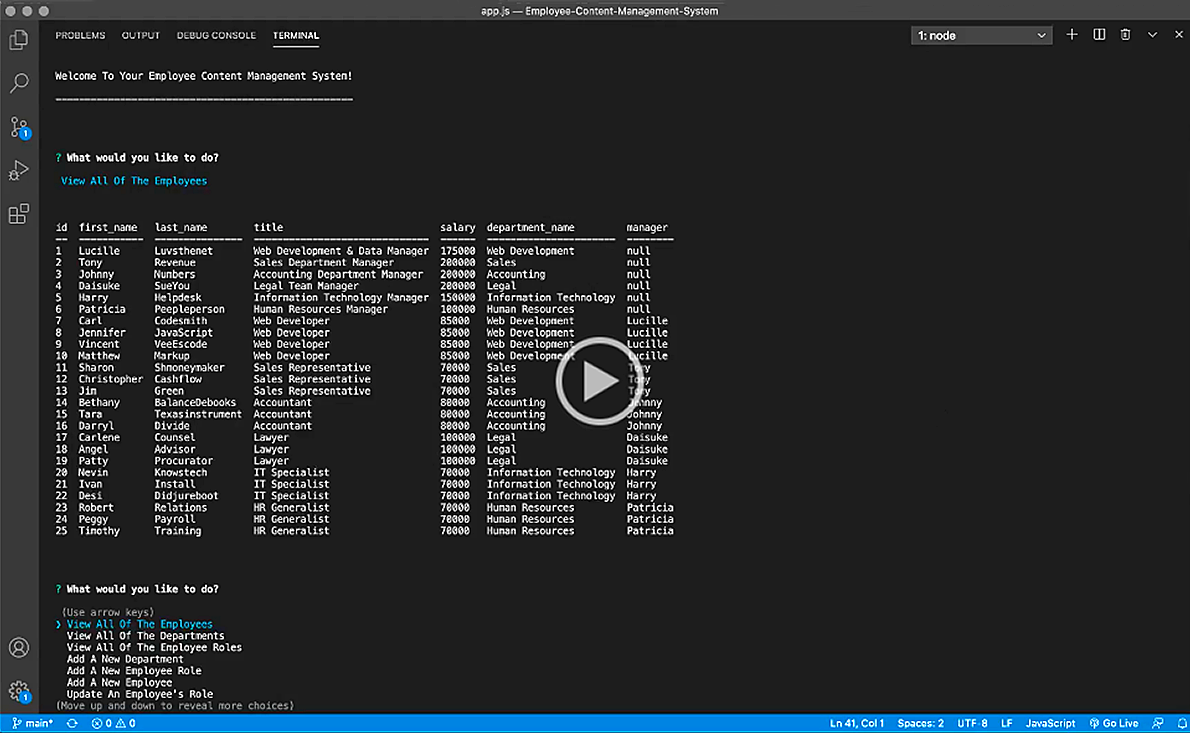 app.js — Employee-Content-Management-System
PROBLEMS OUTPUT DEBUG CONSOLE TERMINAL 1: node
Welcome To Your Employee Content Management System!
? What would you like to do?
View All Of The Employees
id first_name last_name title salary department_name manager
1 Lucille Luvsthenet Web Development & Data Manager 175000 Web Development null
2 Tony Revenue Sales Department Manager 200000 Sales null
3 Johnny Numbers Accounting Department Manager 200000 Accounting null
4 Daisuke SueYou Legal Team Manager 200000 Legal null
5 Harry Helpdesk Information Technology Manager 150000 Information Technology null
6 Patricia Peepleperson Human Resources Manager 100000 Human Resources null
7 Carl Codesmith Web Developer 85000 Web Development Lucille
8 Jennifer JavaScript Web Developer 85000 Web Development Lucille
9 Vincent VeeEscode Web Developer 85000 Web Development Lucille
10 Matthew Markup Web Developer 85000 Web Development Lucille
11 Sharon Shmoneymaker Sales Representative 70000 Sales Tony
12 Christopher Cashflow Sales Representative 70000 Sales Tony
13 Jim Green Sales Representative 70000 Sales Tony
14 Bethany BalanceDebooks Accountant 80000 Accounting Johnny
15 Tara Texasinstrument Accountant 80000 Accounting Johnny
16 Darryl Divide Accountant 80000 Accounting Johnny
17 Carlene Counsel Lawyer 100000 Legal Daisuke
18 Angel Advisor Lawyer 100000 Legal Daisuke
19 Patty Procurator Lawyer 100000 Legal Daisuke
20 Nevin Knowstech IT Specialist 70000 Information Technology Harry
21 Ivan Install IT Specialist 70000 Information Technology Harry
22 Desi Didjureboot IT Specialist 70000 Information Technology Harry
23 Robert Relations HR Generalist 70000 Human Resources Patricia
24 Peggy Payroll HR Generalist 70000 Human Resources Patricia
25 Timothy Training HR Generalist 70000 Human Resources Patricia
? What would you like to do?
(Use arrow keys)
❯ View All Of The Employees
View All Of The Departments
View All Of The Employee Roles
Add A New Department
Add A New Employee Role
Add A New Employee
Update An Employee's Role
(Move up and down to reveal more choices)
1
1
main* 0 0 Ln 41, Col 1 Spaces: 2 UTF-8 LF JavaScript Go Live